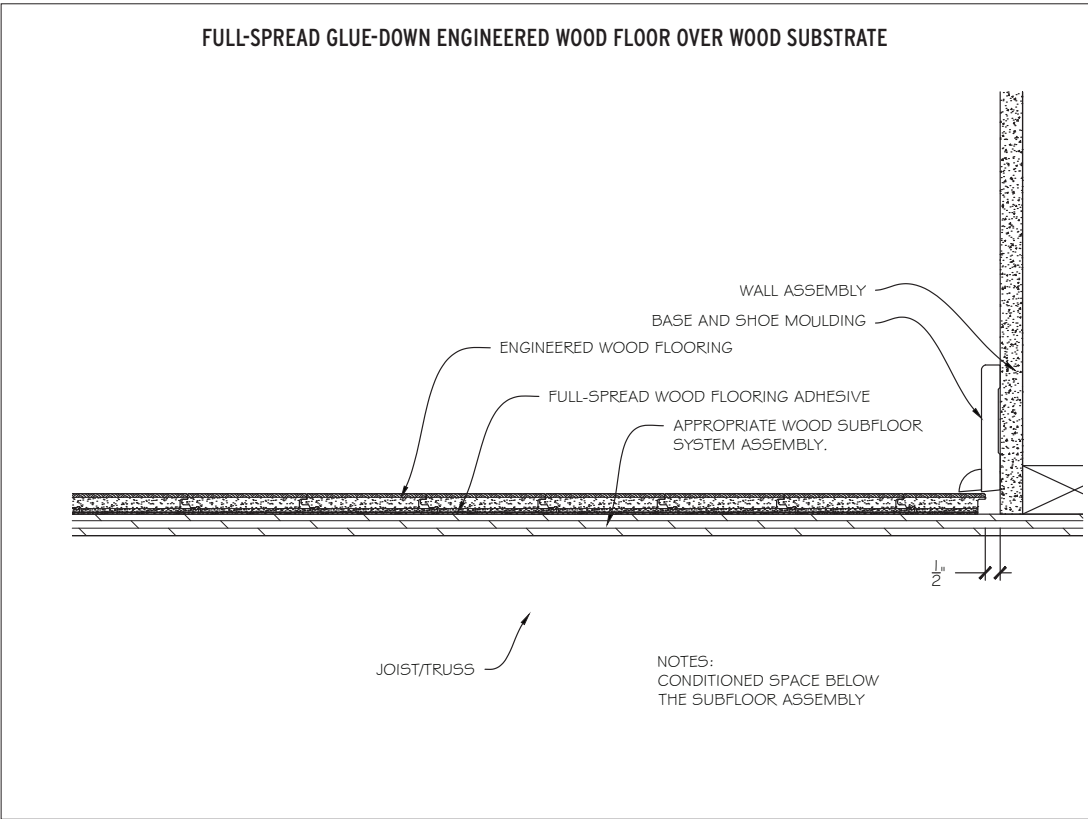 FULL-SPREAD GLUE-DOWN ENGINEERED WOOD FLOOR OVER WOOD SUBSTRATE
WALL ASSEMBLY
BASE AND SHOE MOULDING
ENGINEERED WOOD FLOORING
FULL-SPREAD WOOD FLOORING ADHESIVE
APPROPRIATE WOOD SUBFLOOR
SYSTEM ASSEMBLY.
1/2"
JOIST/TRUSS
NOTES:
CONDITIONED SPACE BELOW
THE SUBFLOOR ASSEMBLY